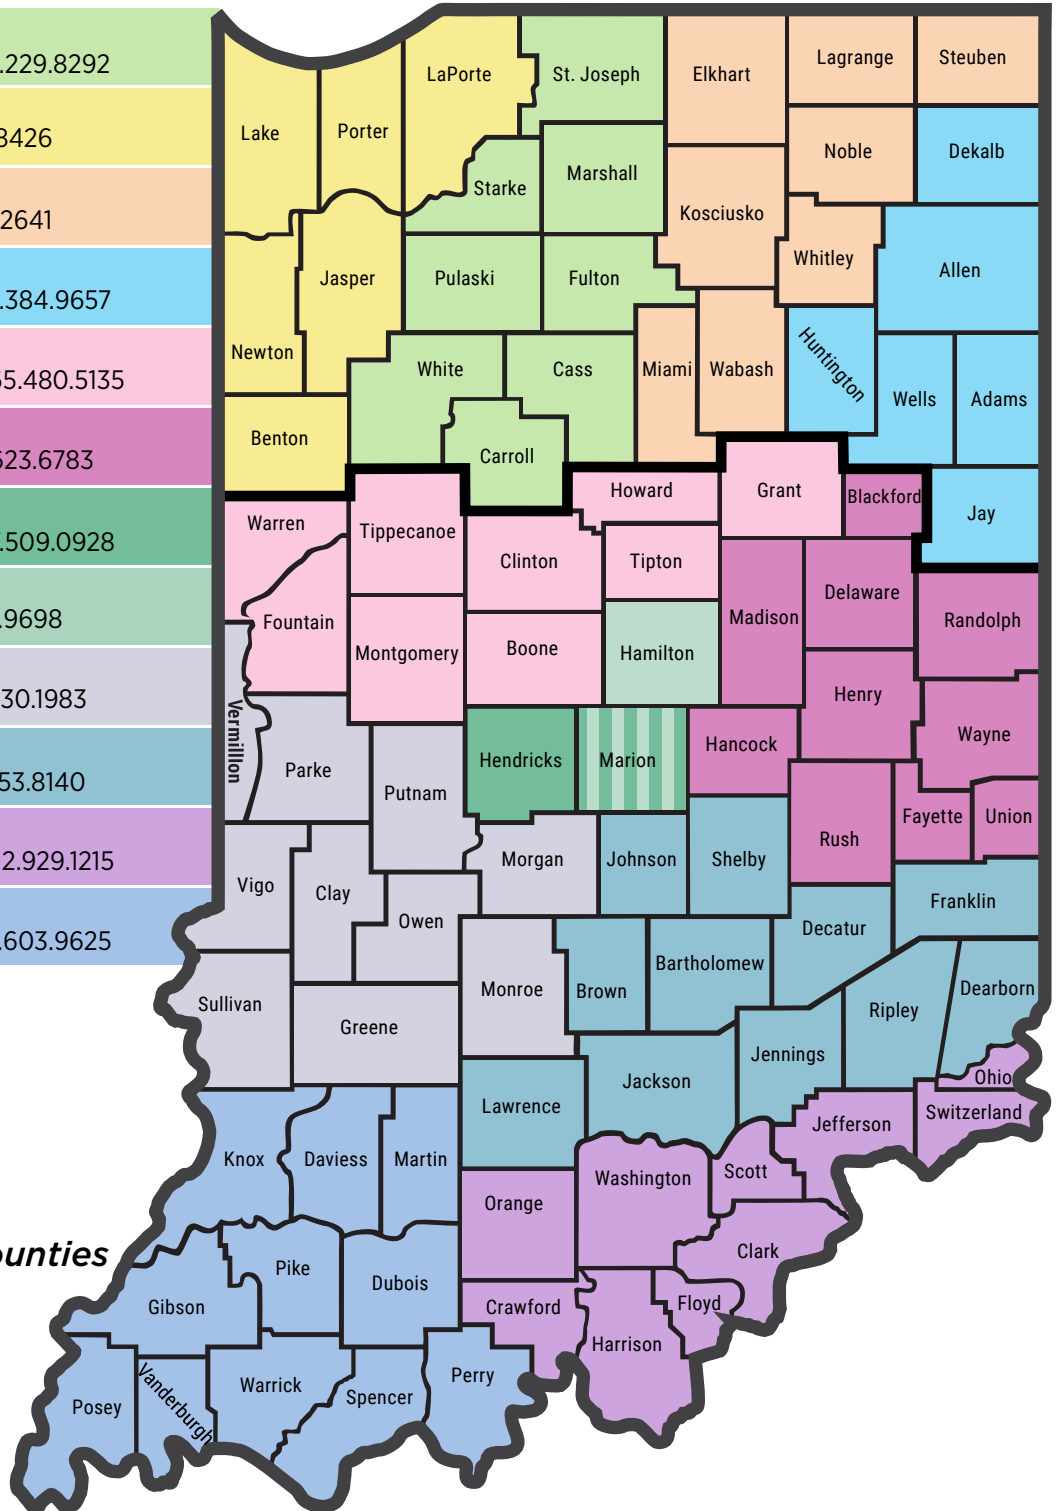 .229.8292
8426
2641
.384.9657
65.480.5135
523.6783
7.509.0928
.9698
30.1983
53.8140
2.929.1215
.603.9625
ounties
Lake
Porter
LaPorte
St. Joseph
Elkhart
Lagrange
Steuben
Noble
Dekalb
Starke
Marshall
Kosciusko
Whitley
Allen
Jasper
Pulaski
Fulton
Newton
White
Cass
Miami
Wabash
Huntington
Wells
Adams
Benton
Carroll
Howard
Grant
Blackford
Jay
Warren
Tippecanoe
Clinton
Tipton
Fountain
Montgomery
Boone
Hamilton
Madison
Delaware
Randolph
Henry
Vermillion
Parke
Putnam
Hendricks
Marion
Hancock
Wayne
Rush
Fayette
Union
Vigo
Clay
Owen
Morgan
Johnson
Shelby
Decatur
Franklin
Sullivan
Greene
Monroe
Brown
Bartholomew
Ripley
Dearborn
Jennings
Jackson
Lawrence
Ohio
Switzerland
Jefferson
Knox
Daviess
Martin
Orange
Washington
Scott
Clark
Gibson
Pike
Dubois
Crawford
Harrison
Floyd
Posey
Vanderburgh
Warrick
Spencer
Perry